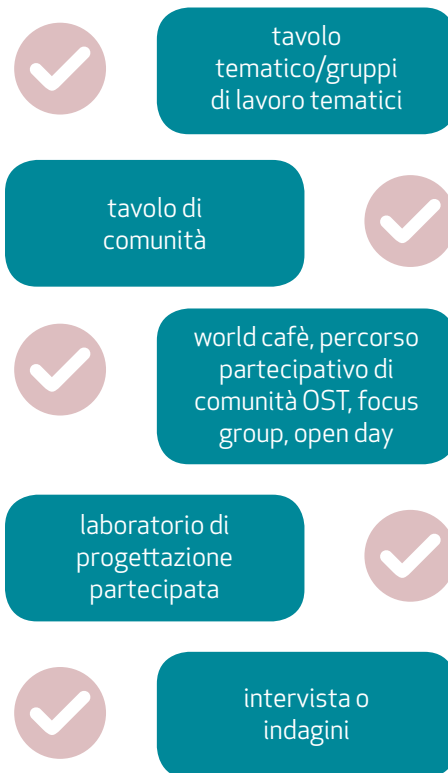 tavolo
tematico/gruppi
di lavoro tematici
tavolo di
comunità
world cafè, percorso
partecipativo di
comunità OST, focus
group, open day
laboratorio di
progettazione
partecipata
intervista o
indagini